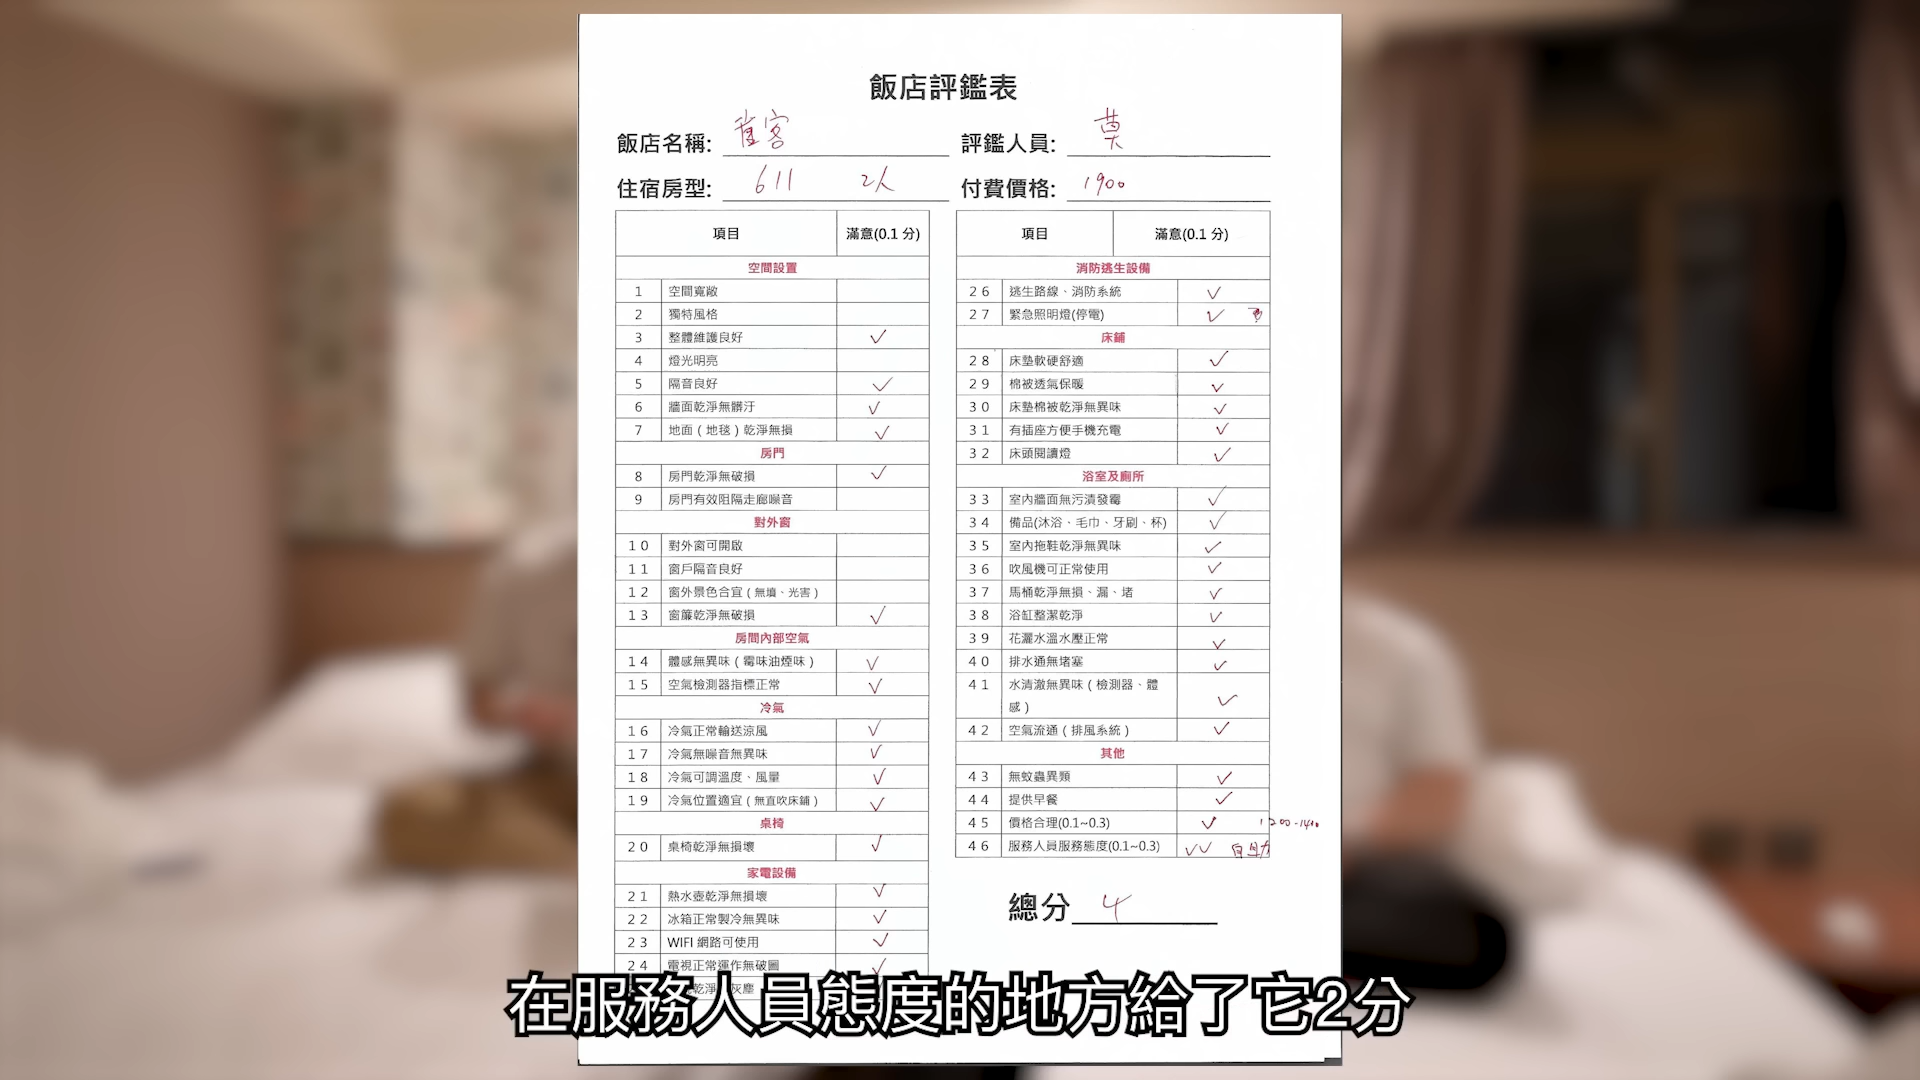 飯店評鑑表
飯店名稱: 舊客
評鑑人員: 莫
住宿房型: 611 2人
付費價格: 1900
項目 滿意(0.1 分)
空間設置
1 空間寬敞
2 獨特風格
3 整體維護良好 ✓
4 燈光明亮
5 隔音良好 ✓
6 牆面乾淨無髒汙 ✓
7 地面（地毯）乾淨無損 ✓
房門
8 房門乾淨無破損 ✓
9 房門有效阻隔走廊噪音
對外窗
10 對外窗可開啟
11 窗戶隔音良好
12 窗外景色合宜（無墳、光害）
13 窗簾乾淨無破損 ✓
房間內部空氣
14 體感無異味（霉味油煙味） ✓
15 空氣檢測器指標正常 ✓
冷氣
16 冷氣正常輸送涼風 ✓
17 冷氣無噪音無異味 ✓
18 冷氣可調溫度、風量 ✓
19 冷氣位置適宜（無直吹床鋪） ✓
桌椅
20 桌椅乾淨無損壞 ✓
家電設備
21 熱水壺乾淨無損壞 ✓
22 冰箱正常製冷無異味 ✓
23 WIFI 網路可使用 ✓
24 電視正常運作無破圖 ✓
乾淨 灰塵
項目 滿意(0.1 分)
消防逃生設備
26 逃生路線、消防系統 ✓
27 緊急照明燈(停電) ✓
床鋪
28 床墊軟硬舒適 ✓
29 棉被透氣保暖 ✓
30 床墊棉被乾淨無異味 ✓
31 有插座方便手機充電 ✓
32 床頭閱讀燈 ✓
浴室及廁所
33 室內牆面無污漬發霉 ✓
34 備品(沐浴、毛巾、牙刷、杯) ✓
35 室內拖鞋乾淨無異味 ✓
36 吹風機可正常使用 ✓
37 馬桶乾淨無損、漏、堵 ✓
38 浴缸整潔乾淨 ✓
39 花灑水溫水壓正常 ✓
40 排水通無堵塞 ✓
41 水清澈無異味（檢測器、體
感） ✓
42 空氣流通（排風系統） ✓
其他
43 無蚊蟲異類 ✓
44 提供早餐 ✓
45 價格合理(0.1~0.3) ✓ 1200-1400
46 服務人員服務態度(0.1~0.3) ✓✓ 自助
總分 4
在服務人員態度的地方給了它2分